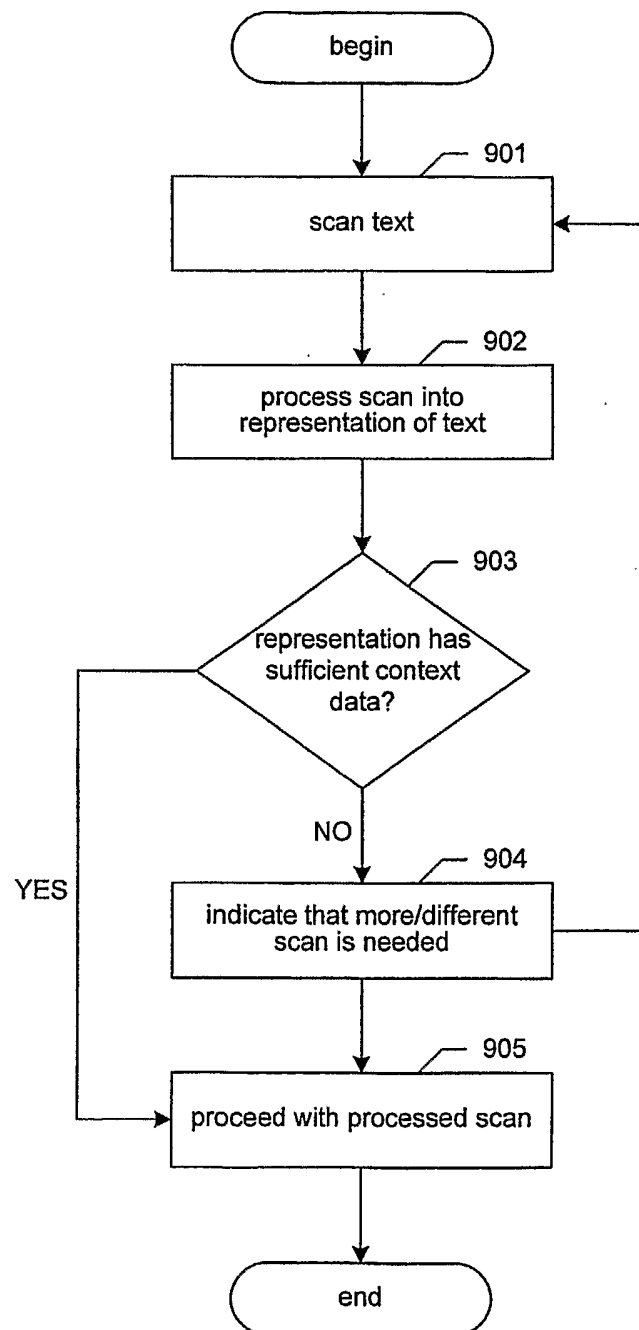 begin
901
scan text
902
process scan into
representation of text
903
representation has
sufficient context
data?
NO
YES
904
indicate that more/different
scan is needed
905
proceed with processed scan
end